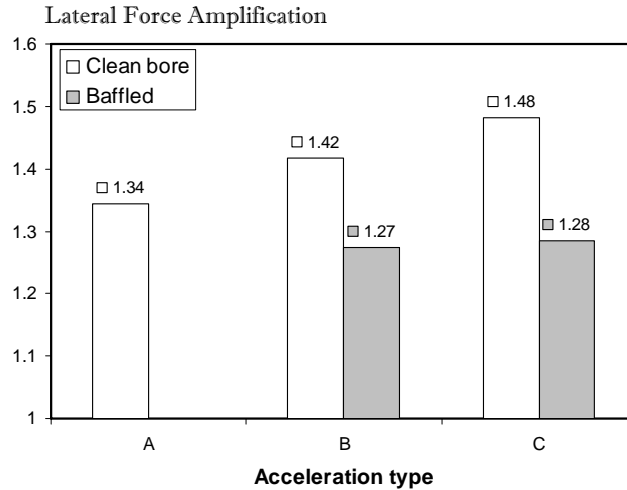 Lateral Force Amplification
1.6
Clean bore
Baffled
1.5
1.48
1.42
1.4
1.34
1.3
1.27
1.28
1.2
1.1
1
A B C
Acceleration type